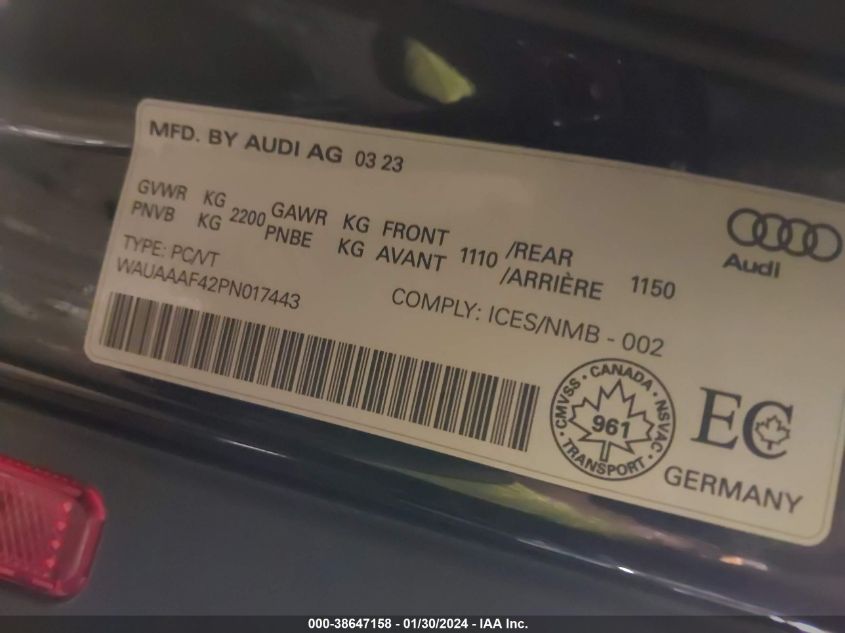 MFD. BY AUDI AG 03 23
GVWR KG 2200 GAWR KG FRONT 1110 /REAR 1150
PNVB KG PNBE KG AVANT /ARRIÈRE
TYPE: PC/VT
WAUAAAF42PN017443
COMPLY: ICES/NMB - 002
Audi
CMVSS · CANADA · NSVAC · TRANSPORT ·
961
EC
GERMANY
000-38647158 - 01/30/2024 - IAA Inc.